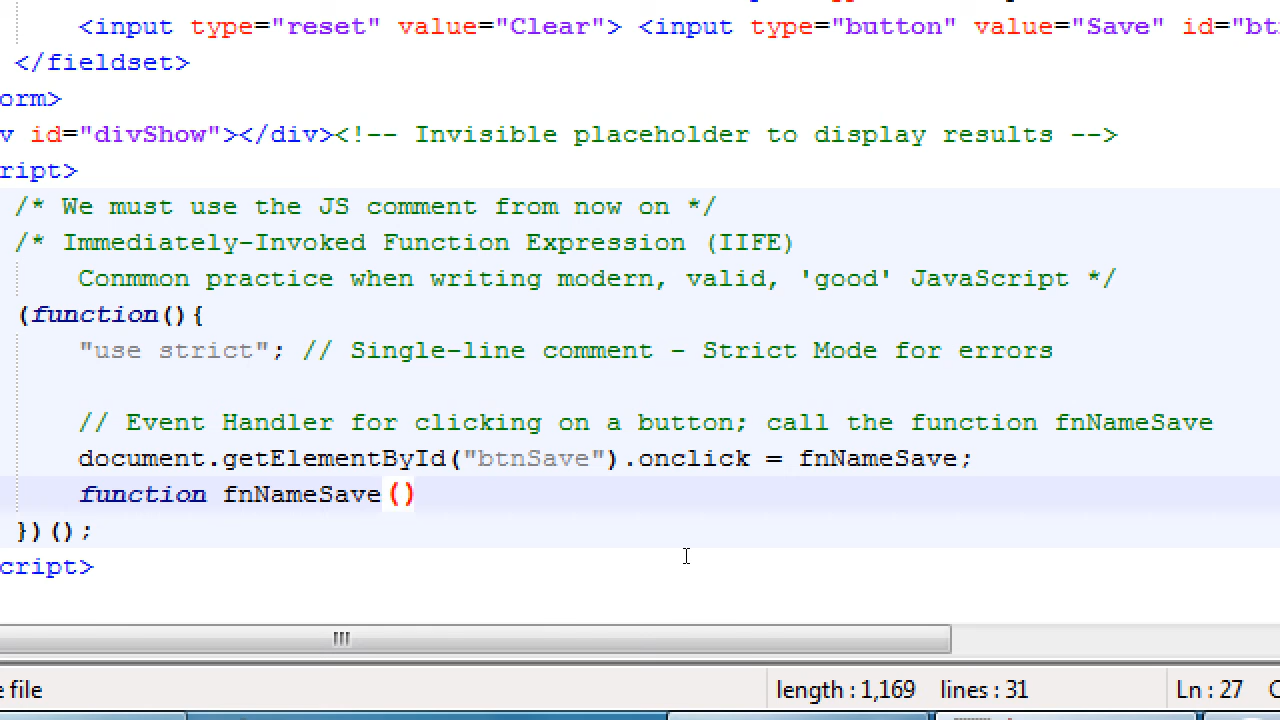 <input type="reset" value="Clear"> <input type="button" value="Save" id="bt
</fieldset>
orm>
v id="divShow"></div><!-- Invisible placeholder to display results -->
ript>
/* We must use the JS comment from now on */
/* Immediately-Invoked Function Expression (IIFE)
Conmmon practice when writing modern, valid, 'good' JavaScript */
(function(){
"use strict"; // Single-line comment - Strict Mode for errors
// Event Handler for clicking on a button; call the function fnNameSave
document.getElementById("btnSave").onclick = fnNameSave;
function fnNameSave()
})();
cript>
e file length : 1,169 lines : 31 Ln : 27 C